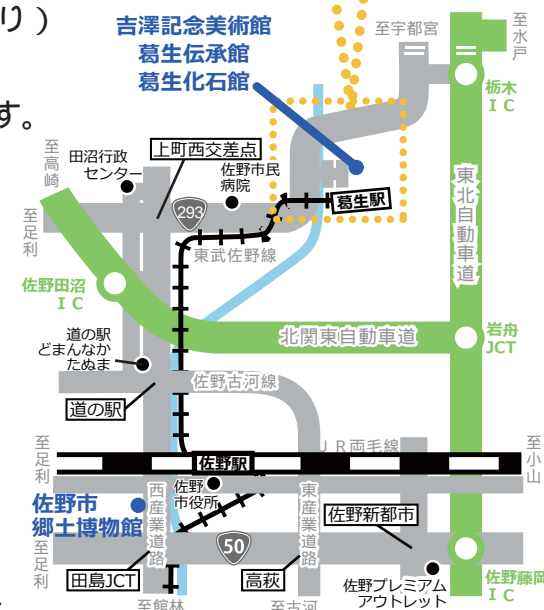 り）
す。
吉澤記念美術館
葛生伝承館
葛生化石館
至宇都宮
至水戸
栃木
IC
至高崎
田沼行政
センター
上町西交差点
佐野市民
病院
293
葛生駅
至足利
東武佐野線
東北自動車道
佐野田沼
IC
北関東自動車道
岩舟
JCT
道の駅
どまんなか
たぬま
佐野古河線
道の駅
至足利
JR両毛線
佐野駅
至小山
佐野市
郷土博物館
西産業道路
佐野
市役所
東産業道路
佐野新都市
至足利
50
田島JCT
高萩
佐野プレミアム
アウトレット
佐野藤岡
IC
至館林
至古河